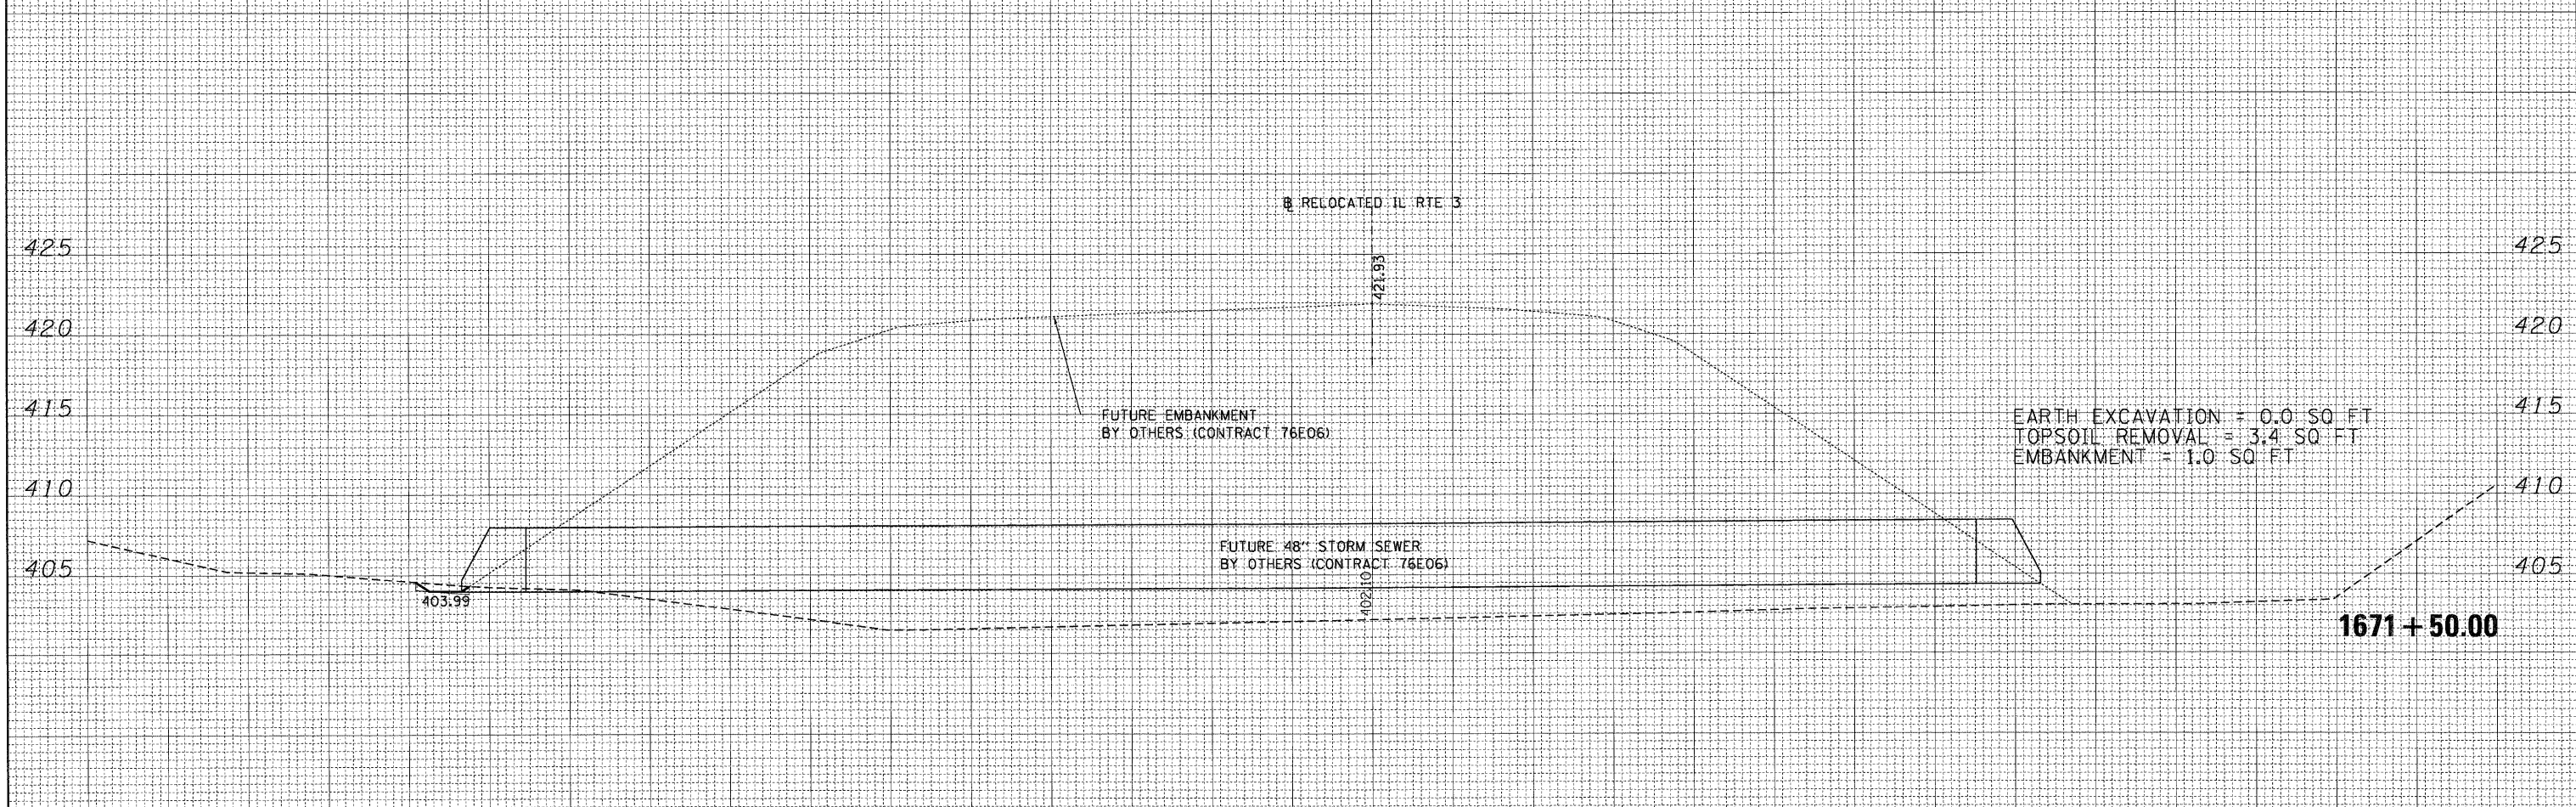 ℄ RELOCATED IL RTE 3
425
425
421.93
420
420
415
415
FUTURE EMBANKMENT
BY OTHERS (CONTRACT 76E06)
EARTH EXCAVATION = 0.0 SQ FT
TOPSOIL REMOVAL = 3.4 SQ FT
EMBANKMENT = 1.0 SQ FT
410
410
FUTURE 48" STORM SEWER
BY OTHERS (CONTRACT 76E06)
405
405
403.99
402.10
1671+50.00